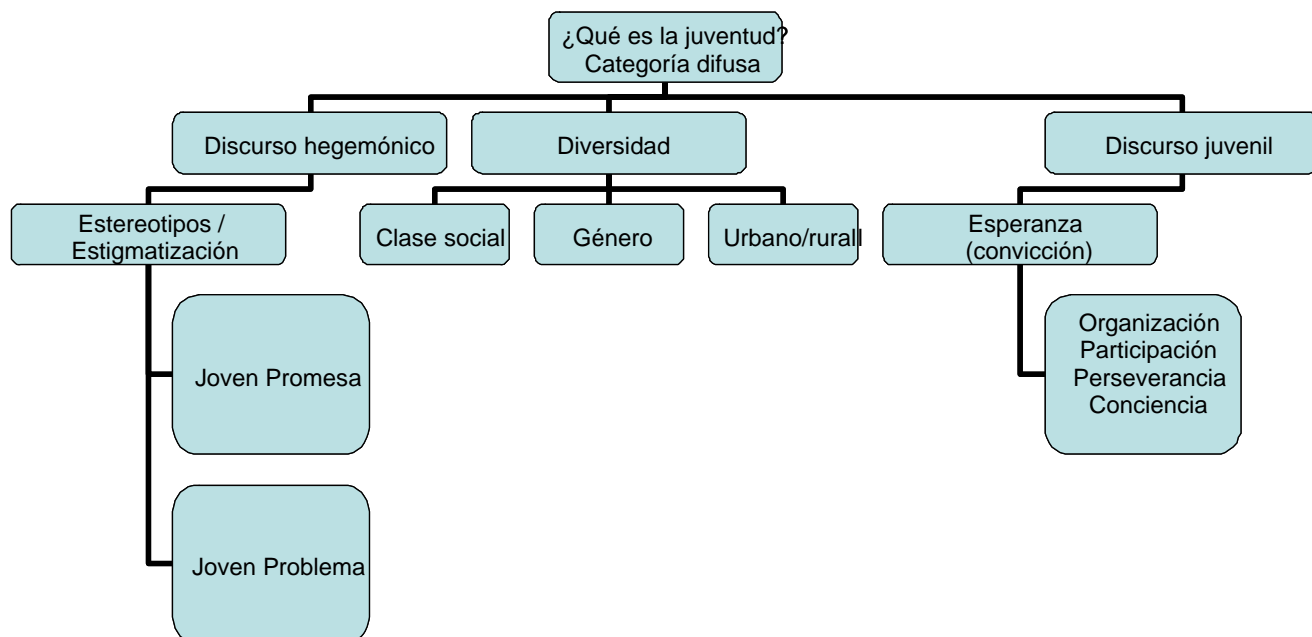 ¿Qué es la juventud?
Categoría difusa
Discurso hegemónico
Diversidad
Discurso juvenil
Estereotipos /
Estigmatización
Clase social
Género
Urbano/rurall
Esperanza
(convicción)
Joven Promesa
Organización
Participación
Perseverancia
Conciencia
Joven Problema